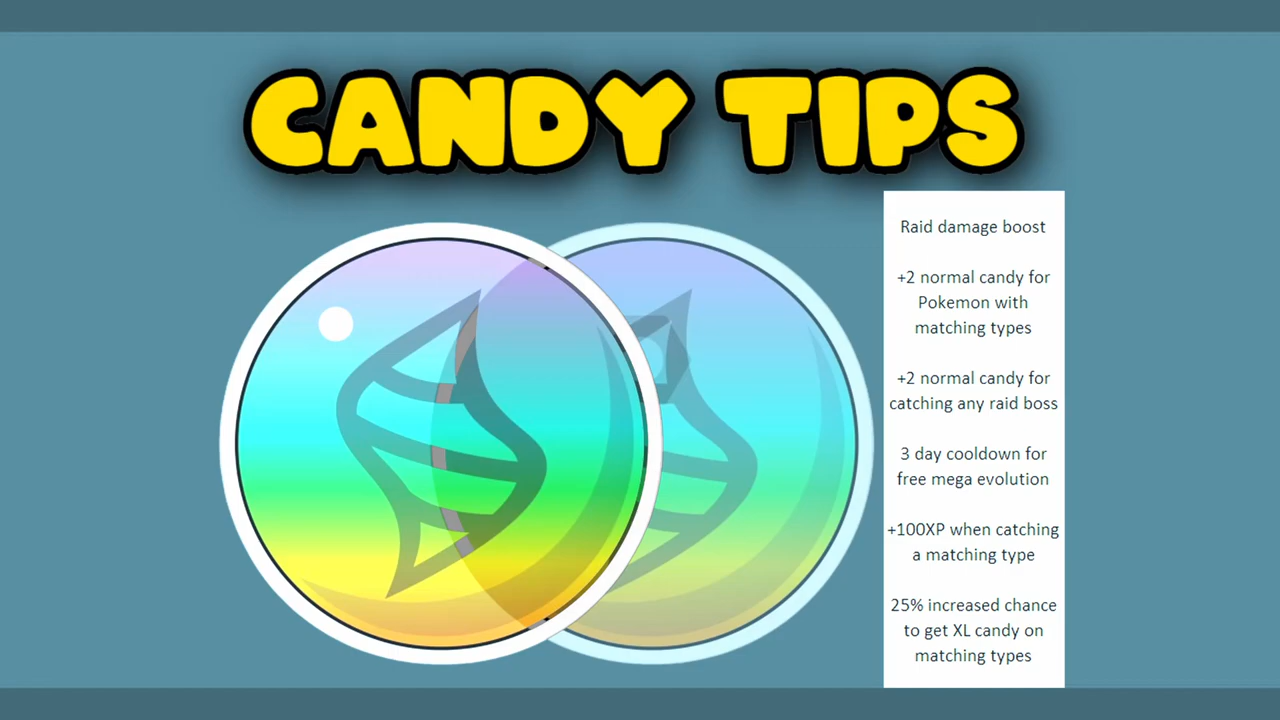 CANDY TIPS
Raid damage boost
+2 normal candy for
Pokemon with
matching types
+2 normal candy for
catching any raid boss
3 day cooldown for
free mega evolution
+100XP when catching
a matching type
25% increased chance
to get XL candy on
matching types